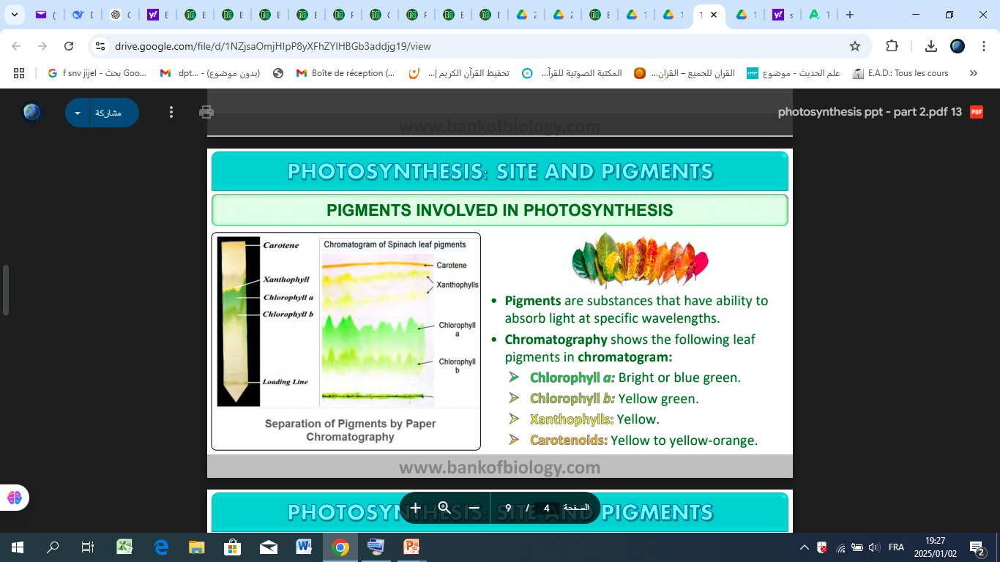 drive.google.com/file/d/1NZjsaOmjHIpP8yXFhZYlHBGb3addjg19/view
f snv jijel - بحث Goo...
dpt... - (بدون موضوع)
Boîte de réception (...
تحفيظ القرآن الكريم |...
المكتبة الصوتية للقرآ...
القران للجميع – القران...
علم الحديث - موضوع
E.A.D.: Tous les cours
مشاركة
photosynthesis ppt - part 2.pdf 13
PDF
www.bankofbiology.com
PHOTOSYNTHESIS: SITE AND PIGMENTS
PIGMENTS INVOLVED IN PHOTOSYNTHESIS
Carotene
Xanthophyll
Chlorophyll a
Chlorophyll b
Loading Line
Chromatogram of Spinach leaf pigments
Carotene
Xanthophylls
Chlorophyll
a
Chlorophyll
b
Separation of Pigments by Paper
Chromatography
• Pigments are substances that have ability to
absorb light at specific wavelengths.
• Chromatography shows the following leaf
pigments in chromatogram:
Chlorophyll a: Bright or blue green.
Chlorophyll b: Yellow green.
Xanthophylls: Yellow.
Carotenoids: Yellow to yellow-orange.
www.bankofbiology.com
PHOTOSYNTHESIS: SITE AND PIGMENTS
الصفحة 4 / 9
FRA
19:27
2025/01/02
2